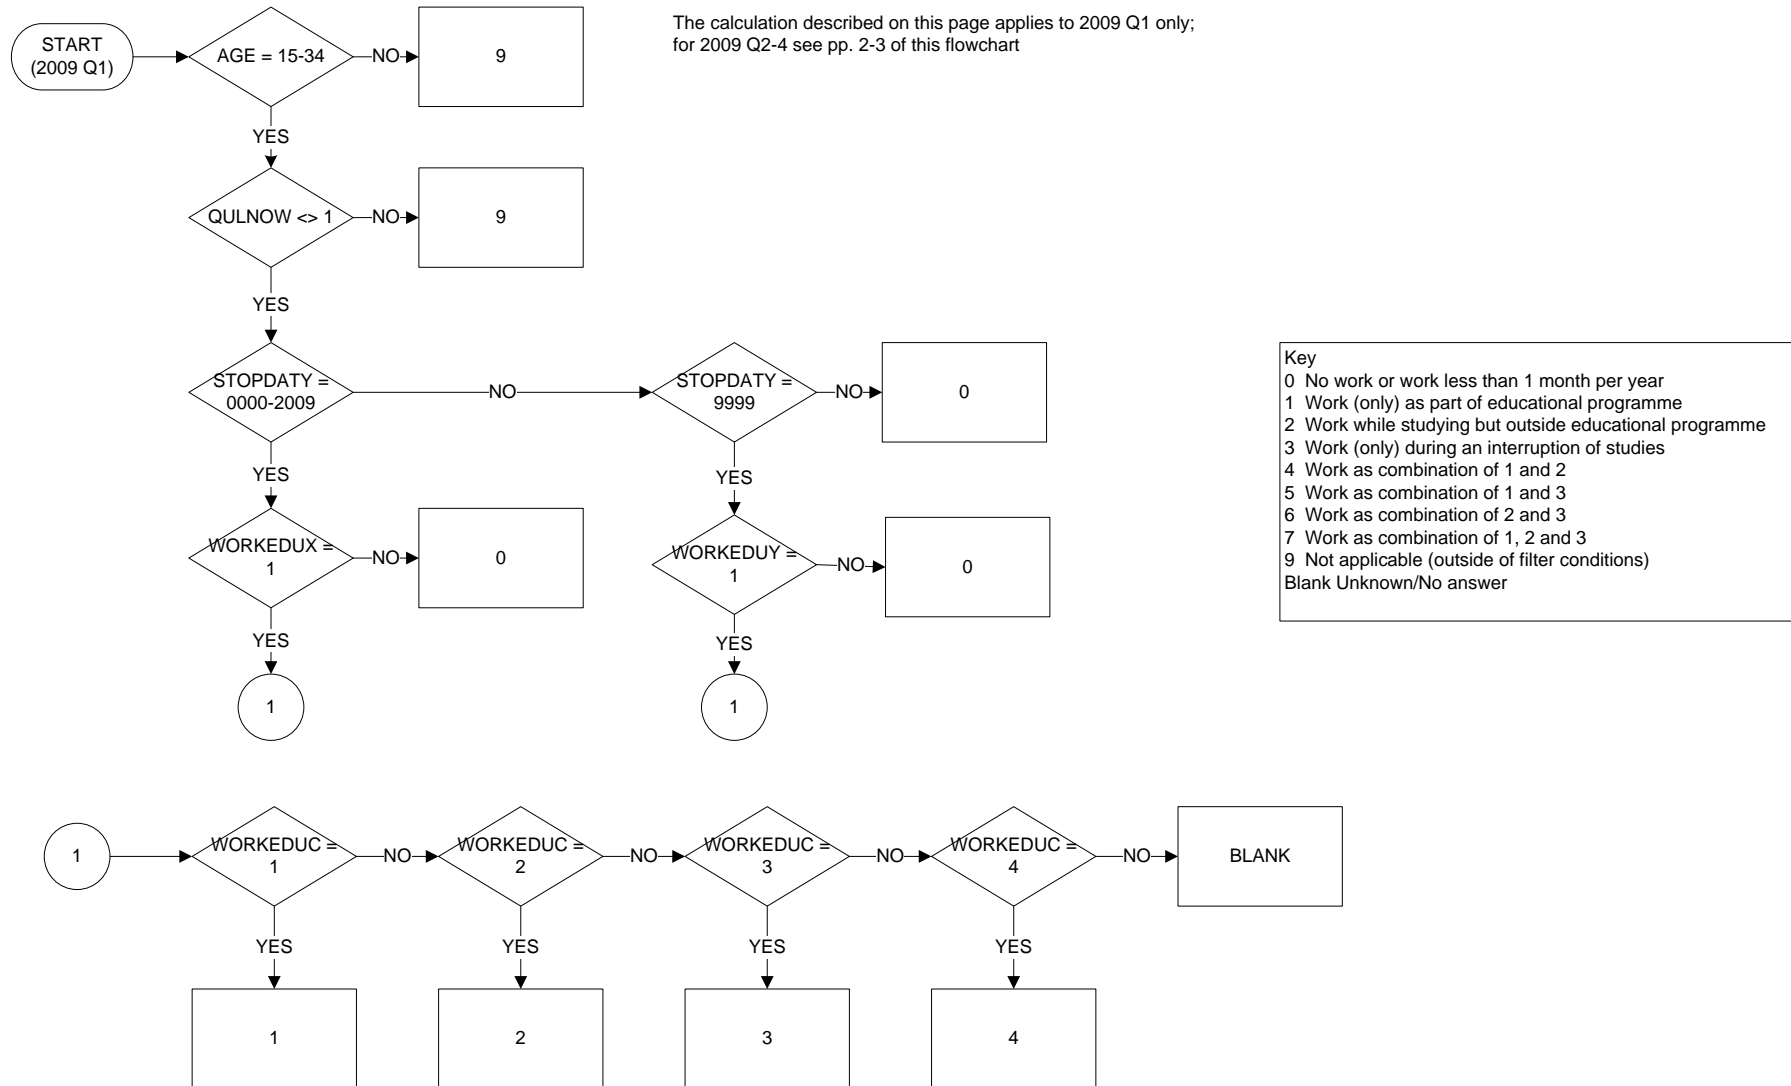 The calculation described on this page applies to 2009 Q1 only;
for 2009 Q2-4 see pp. 2-3 of this flowchart
START
(2009 Q1)
AGE = 15-34
NO
9
YES
QULNOW <> 1
NO
9
YES
STOPDATY =
0000-2009
NO
STOPDATY =
9999
NO
0
YES
YES
WORKEDUX =
1
NO
0
WORKEDUY =
1
NO
0
YES
YES
1
1
Key
0 No work or work less than 1 month per year
1 Work (only) as part of educational programme
2 Work while studying but outside educational programme
3 Work (only) during an interruption of studies
4 Work as combination of 1 and 2
5 Work as combination of 1 and 3
6 Work as combination of 2 and 3
7 Work as combination of 1, 2 and 3
9 Not applicable (outside of filter conditions)
Blank Unknown/No answer
1
WORKEDUC =
1
NO
WORKEDUC =
2
NO
WORKEDUC =
3
NO
WORKEDUC =
4
NO
BLANK
YES
YES
YES
YES
1
2
3
4